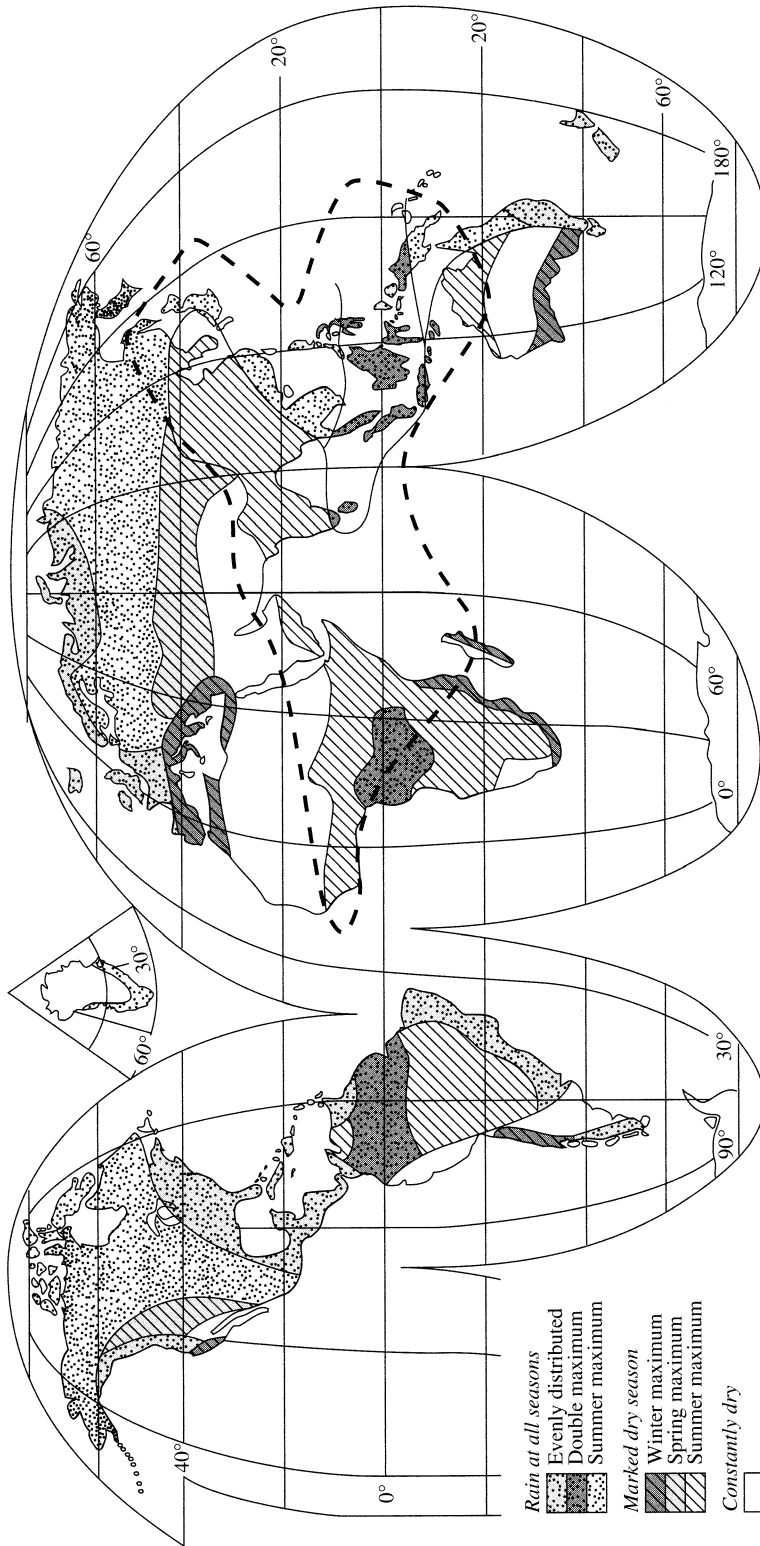 60°
20°
20°
60°
180°
120°
60°
0°
30°
60°
30°
90°
40°
0°
Rain at all seasons
Evenly distributed
Double maximum
Summer maximum
Marked dry season
Winter maximum
Spring maximum
Summer maximum
Constantly dry